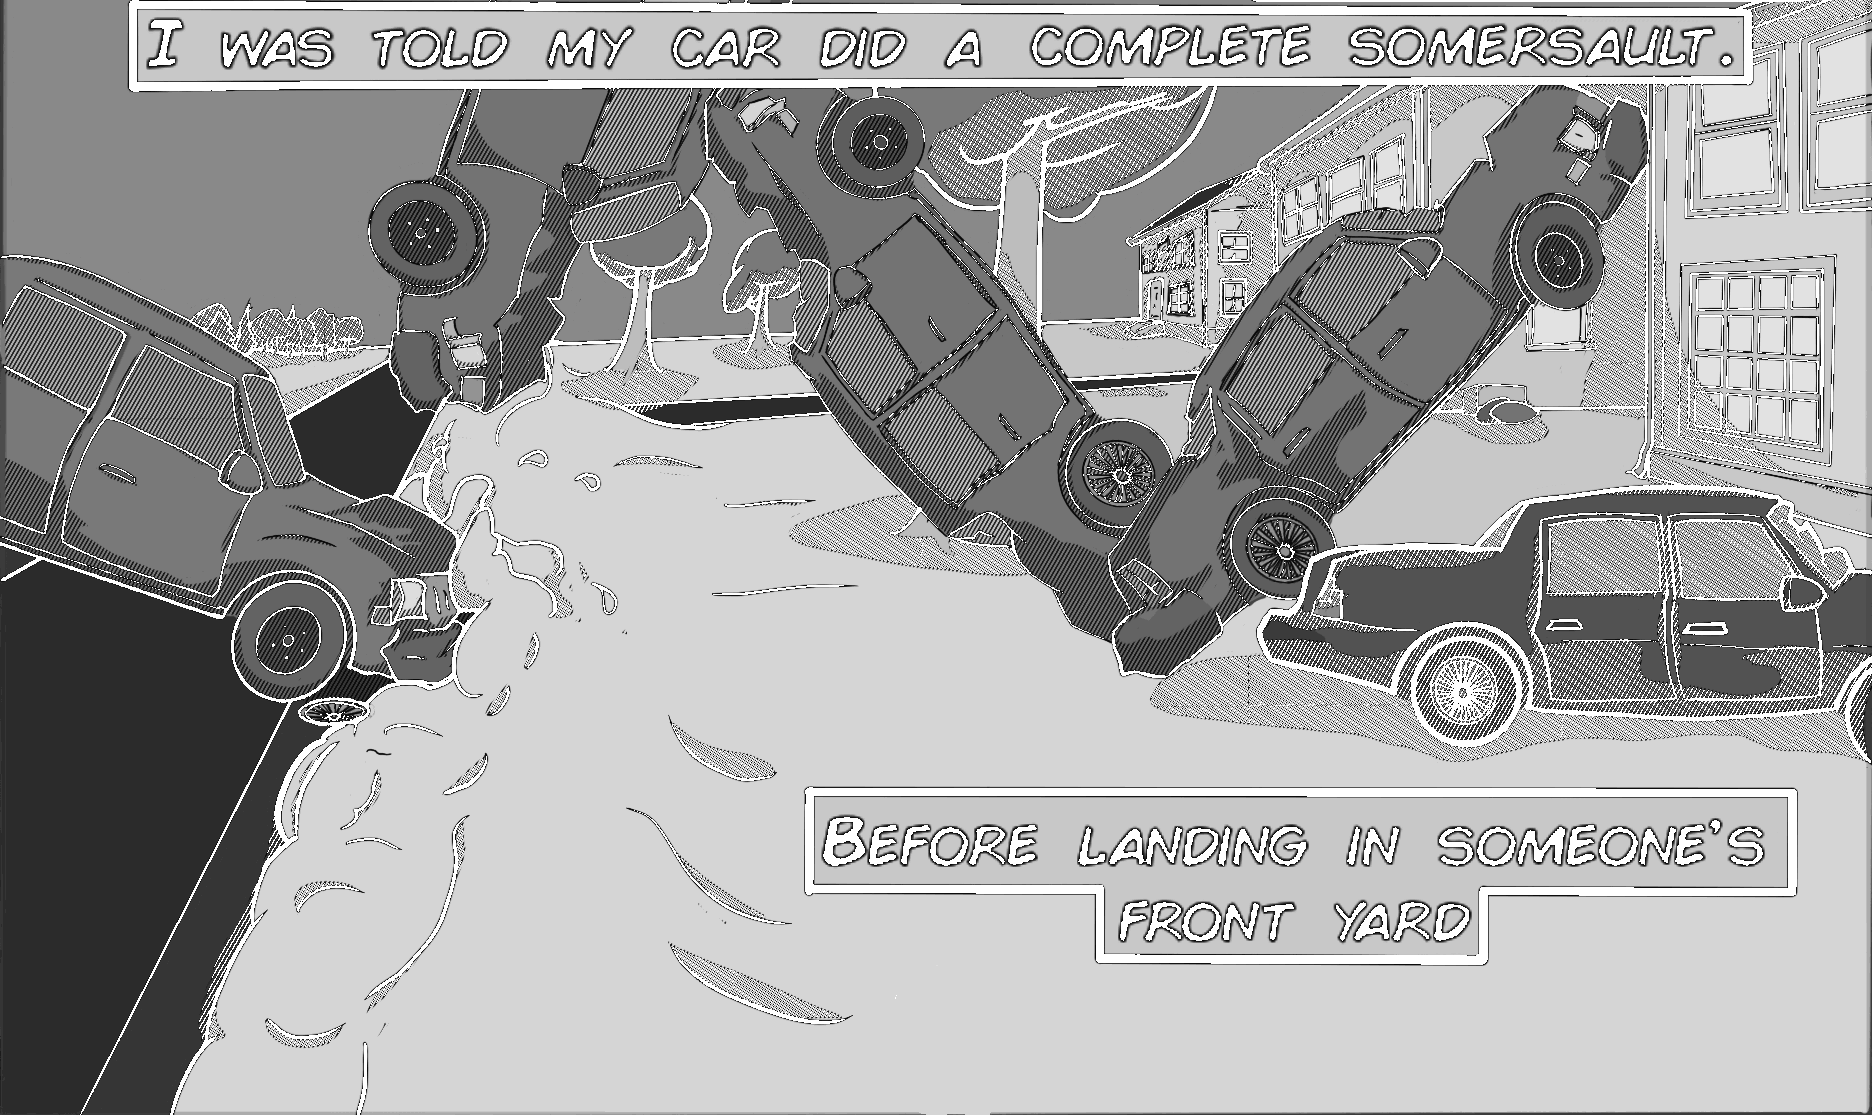 I WAS TOLD MY CAR DID A COMPLETE SOMERSAULT.
BEFORE LANDING IN SOMEONE'S
FRONT YARD